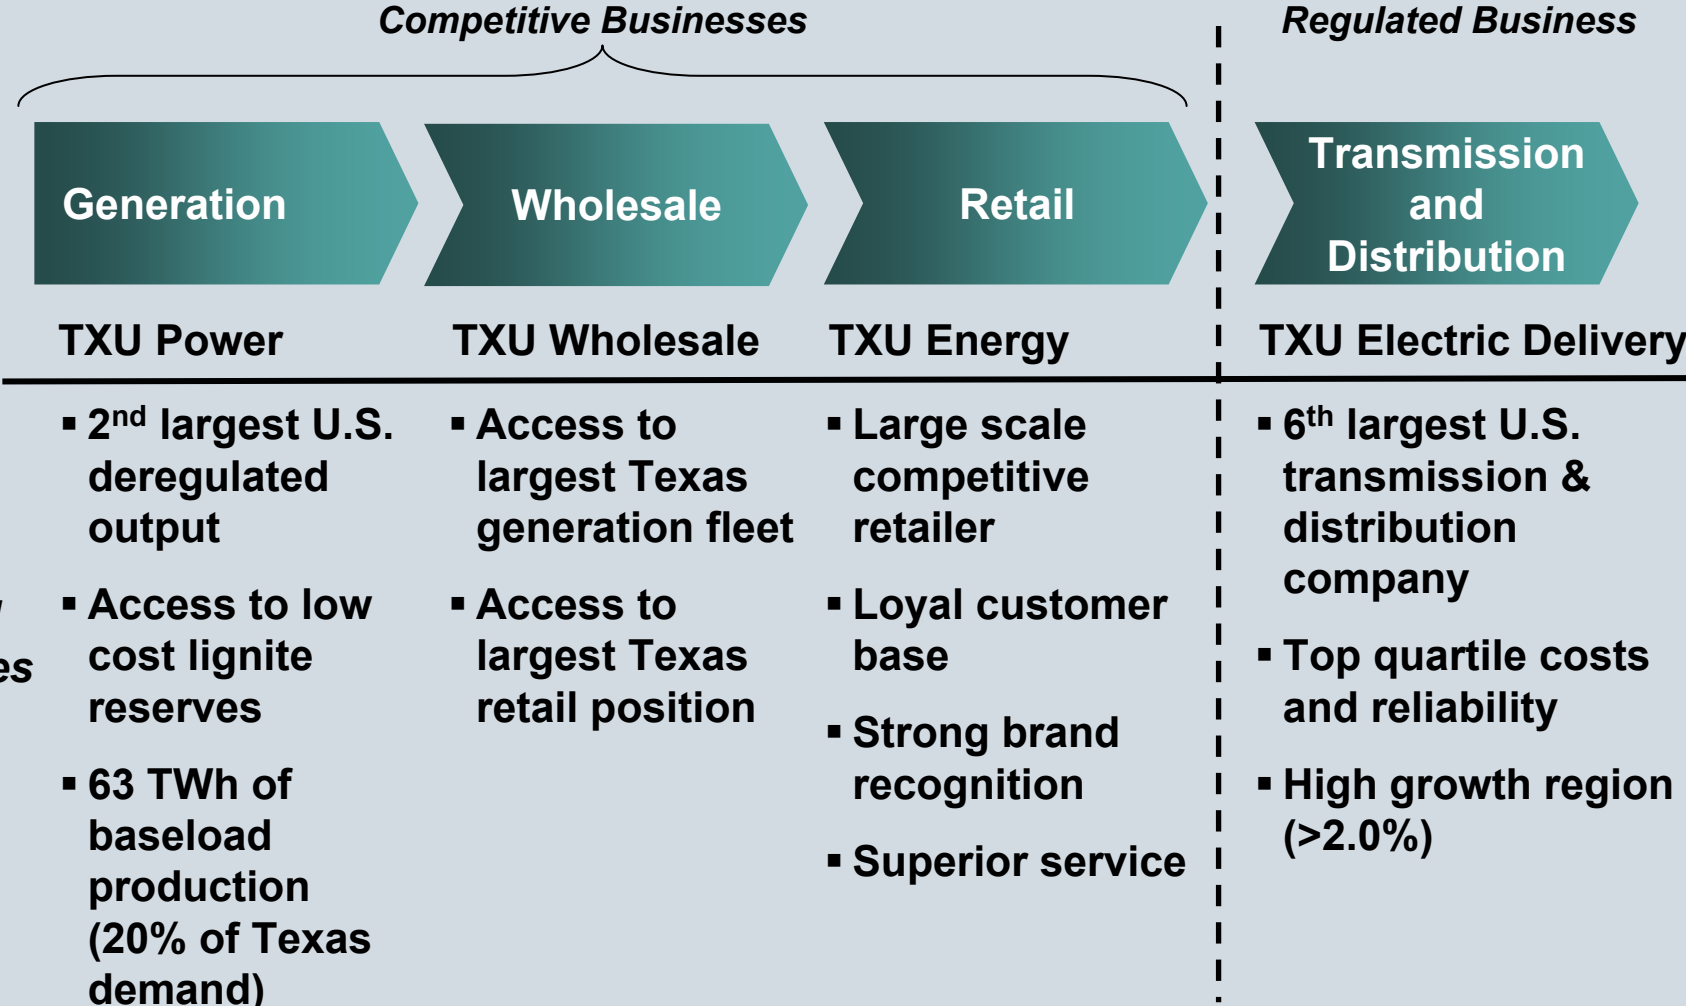 Competitive Businesses
Regulated Business
Generation
Wholesale
Retail
Transmission
and
Distribution
TXU Power
TXU Wholesale
TXU Energy
TXU Electric Delivery
▪ 2nd largest U.S.
deregulated
output
▪ Access to low
cost lignite
reserves
▪ 63 TWh of
baseload
production
(20% of Texas
demand)
▪ Access to
largest Texas
generation fleet
▪ Access to
largest Texas
retail position
▪ Large scale
competitive
retailer
▪ Loyal customer
base
▪ Strong brand
recognition
▪ Superior service
▪ 6th largest U.S.
transmission &
distribution
company
▪ Top quartile costs
and reliability
▪ High growth region
(>2.0%)